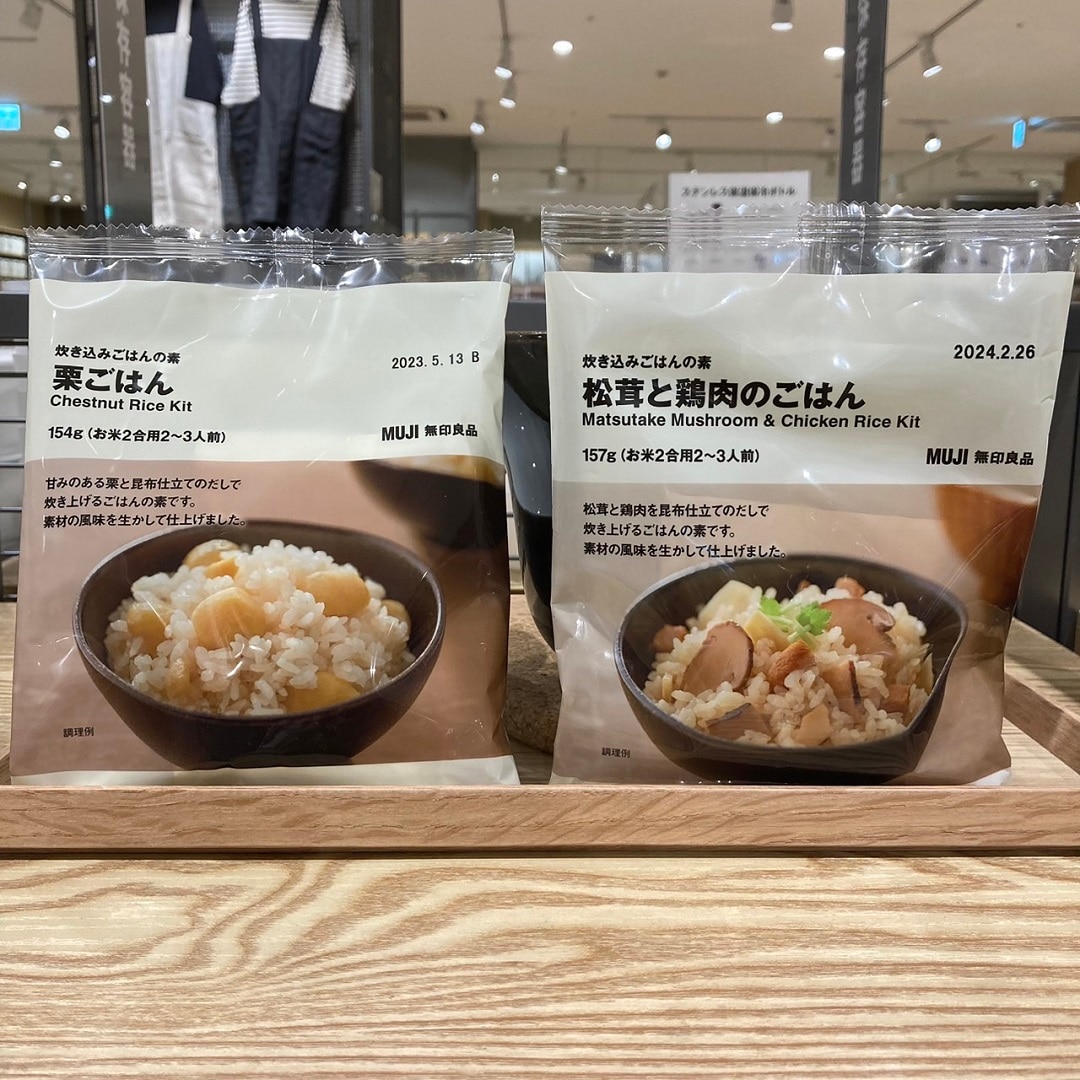 炊き込みごはんの素
栗ごはん
Chestnut Rice Kit
2023.5.13 B
154g(お米2合用2〜3人前)
MUJI 無印良品
甘みのある栗と昆布仕立てのだしで
炊き上げるごはんの素です。
素材の風味を生かして仕上げました。
調理例
炊き込みごはんの素
松茸と鶏肉のごはん
Matsutake Mushroom & Chicken Rice Kit
2024.2.26
157g(お米2合用2〜3人前)
MUJI 無印良品
松茸と鶏肉を昆布仕立てのだしで
炊き上げるごはんの素です。
素材の風味を生かして仕上げました。
調理例